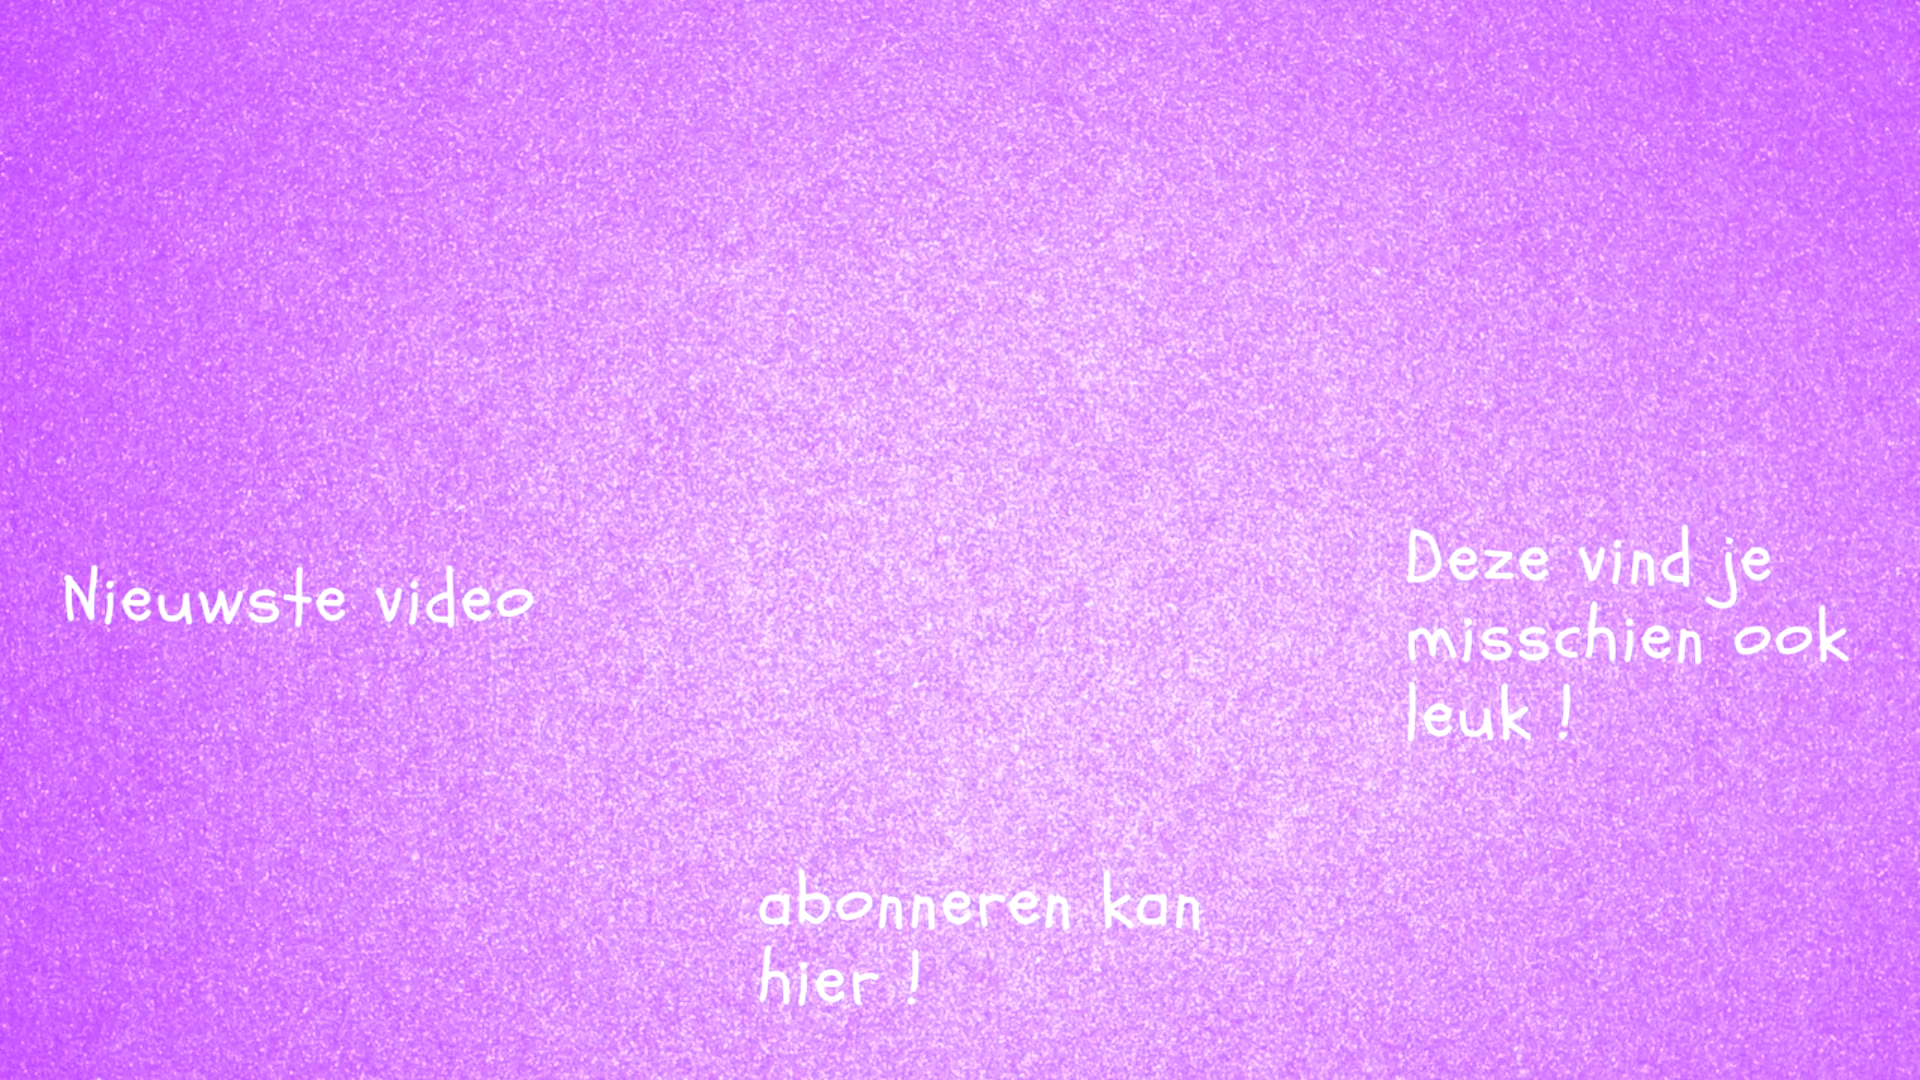 Nieuwste video
Deze vind je
misschien ook
leuk !
abonneren kan
hier !